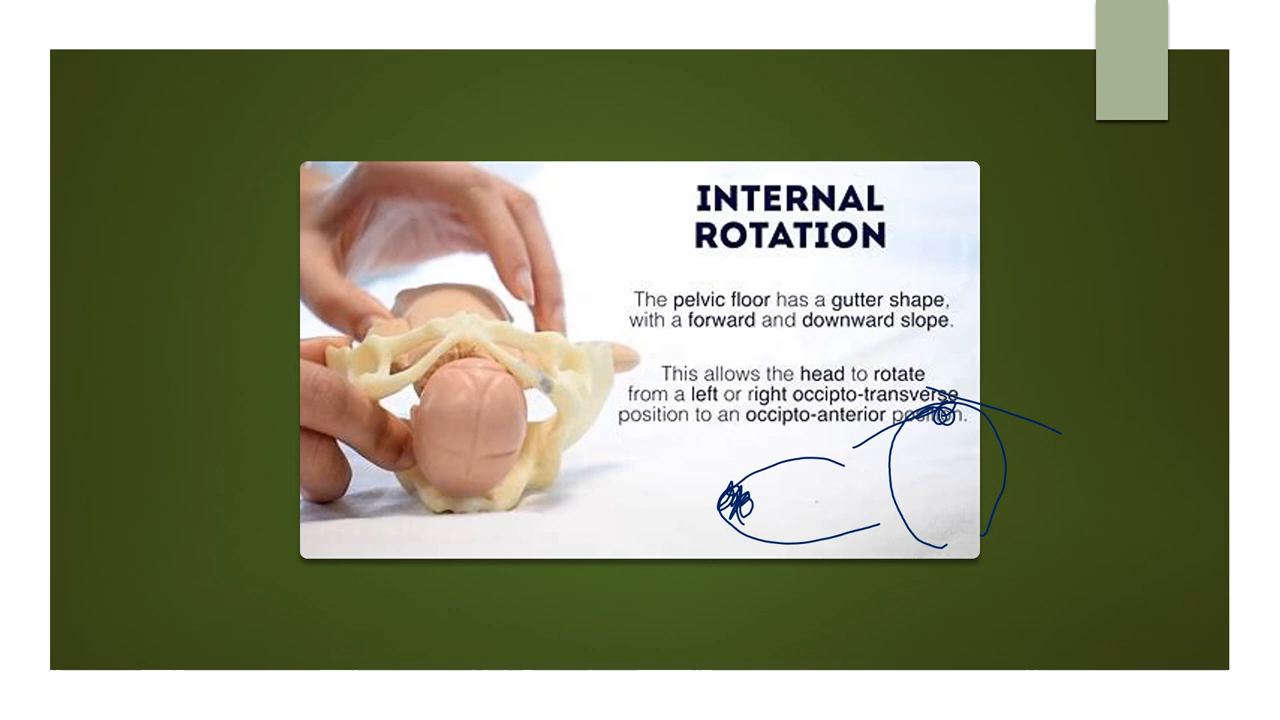 INTERNAL
ROTATION
The pelvic floor has a gutter shape,
with a forward and downward slope.
This allows the head to rotate
from a left or right occipto-transverse
position to an occipto-anterior position.